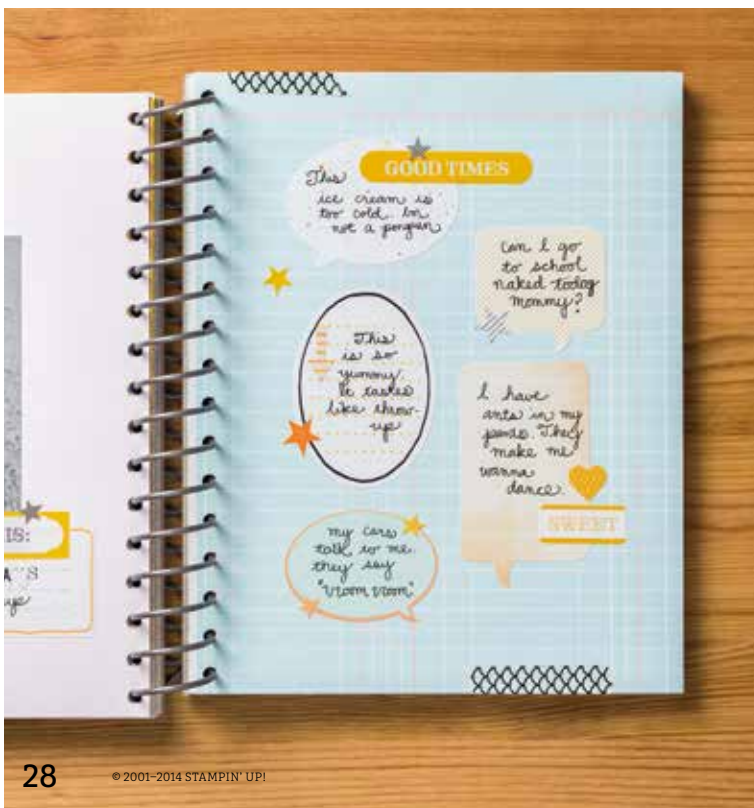 GOOD TIMES
This
ice cream is
too cold. Im
not a penguin
Can I go
to school
naked today
mommy?
This
is so
yummy.
It tastes
like throw-
up
I have
ants in my
pants. They
make me
wanna
dance.
SWEET
my cars
talk to me.
they say
"vroom vroom"
IS:
A'S
28
© 2001–2014 STAMPIN' UP!